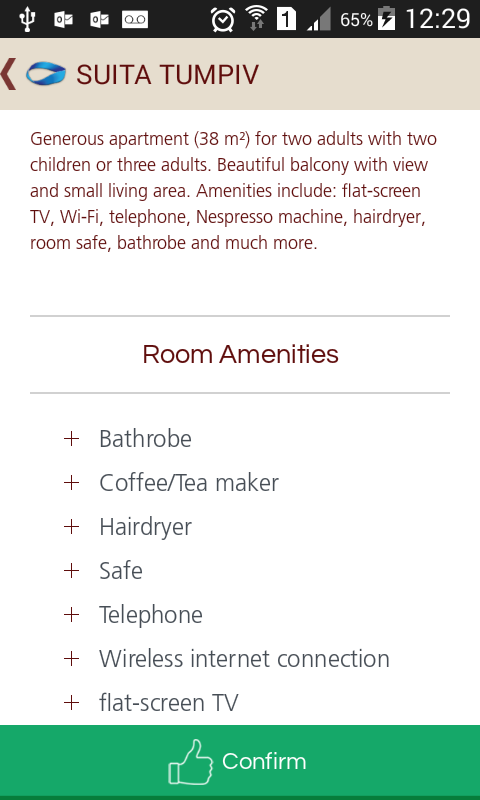 1 65% 12:29
SUITA TUMPIV
Generous apartment (38 m²) for two adults with two
children or three adults. Beautiful balcony with view
and small living area. Amenities include: flat-screen
TV, Wi-Fi, telephone, Nespresso machine, hairdryer,
room safe, bathrobe and much more.
Room Amenities
+ Bathrobe
+ Coffee/Tea maker
+ Hairdryer
+ Safe
+ Telephone
+ Wireless internet connection
+ flat-screen TV
Confirm